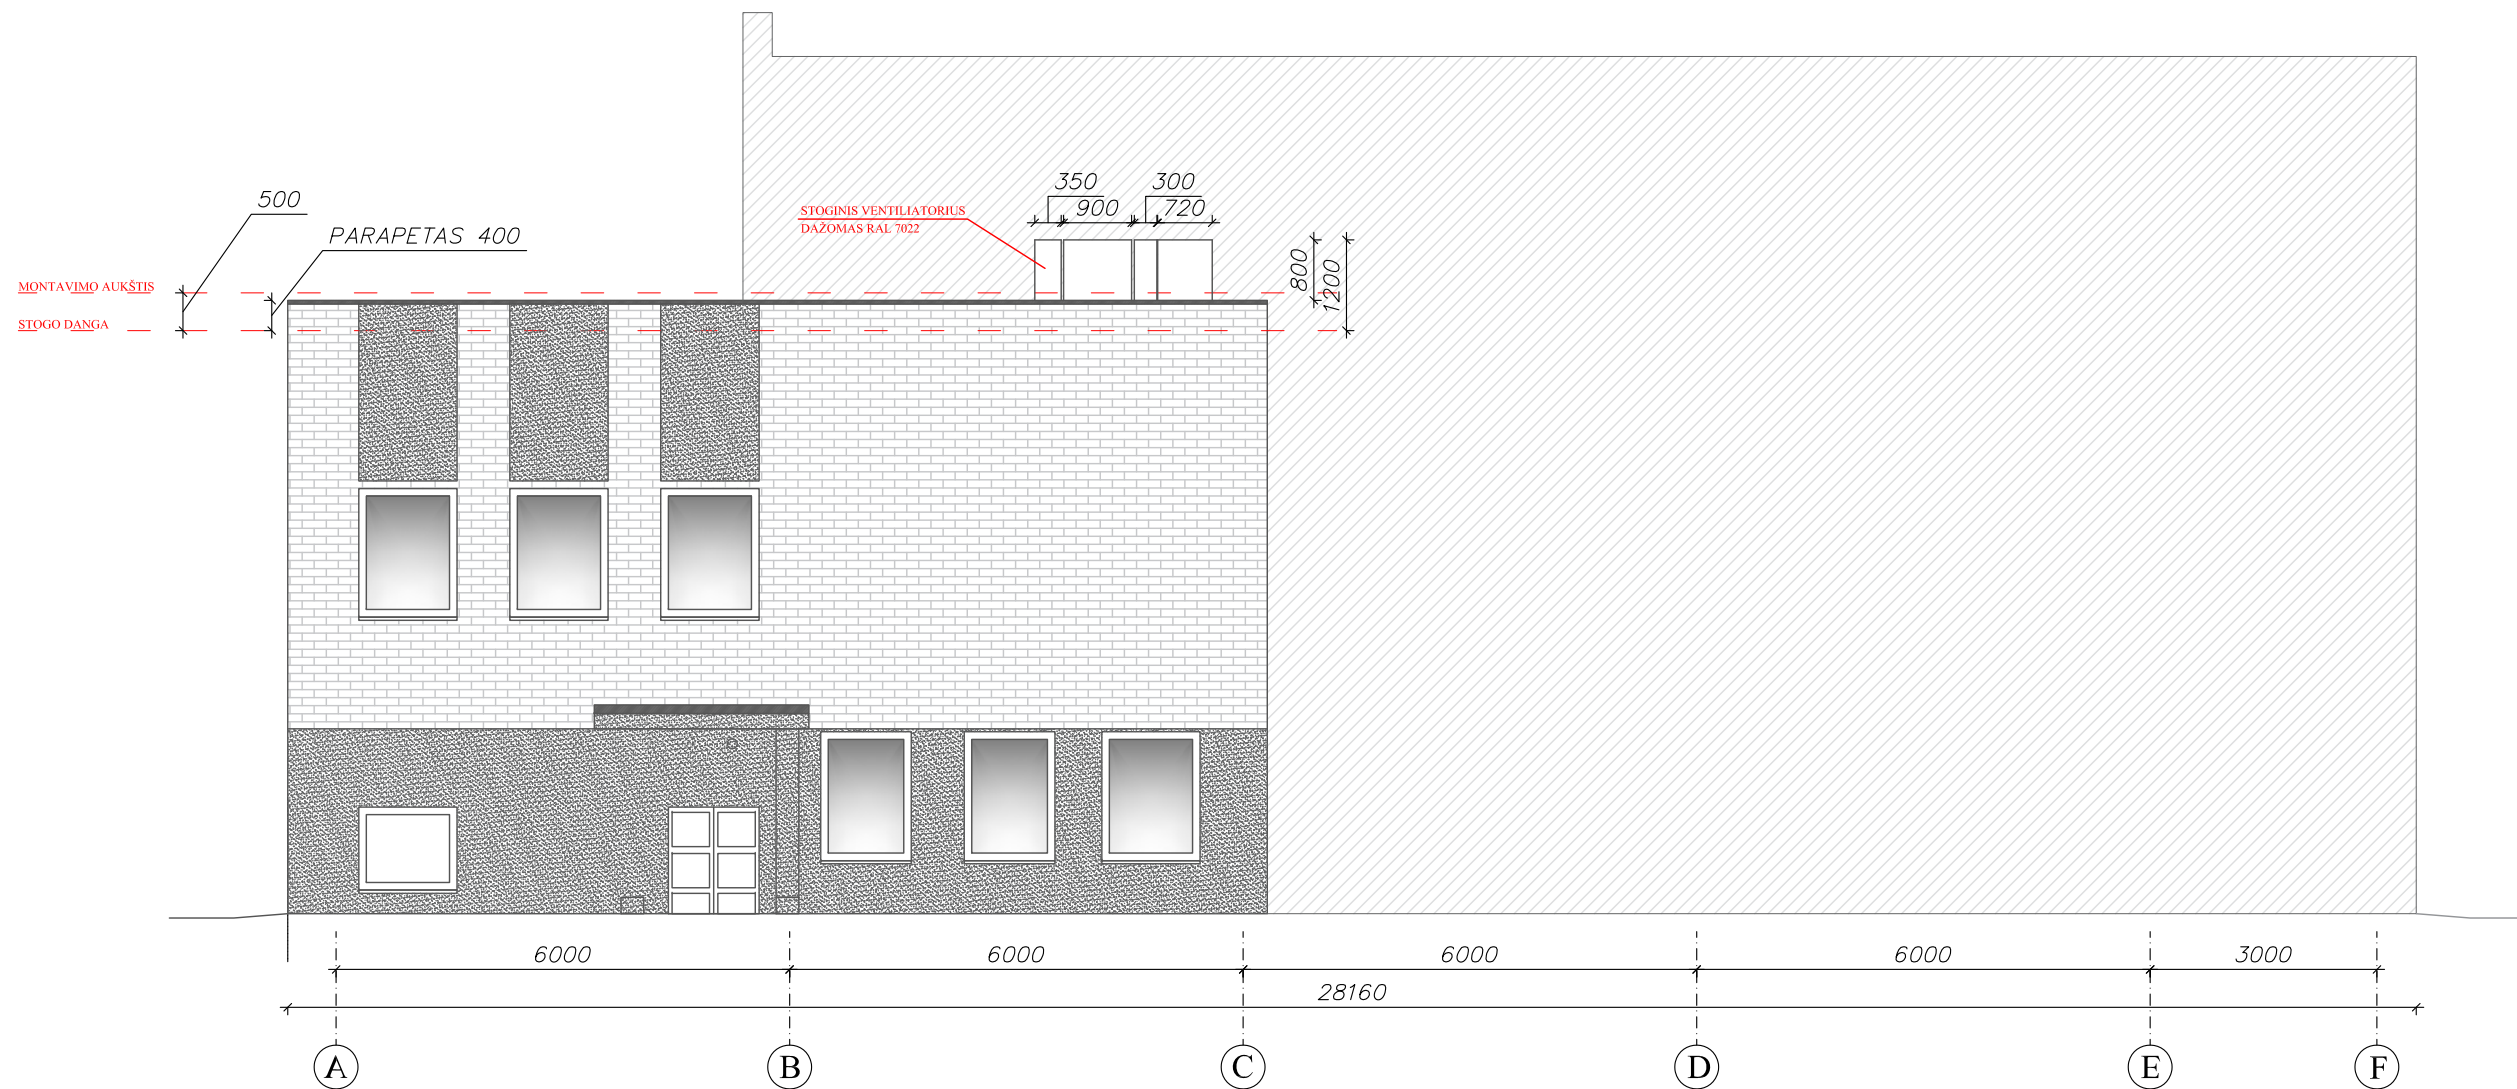 350
300
500
STOGINIS VENTILIATORIUS
DAŽOMAS RAL 7022
900
720
PARAPETAS 400
800
1200
MONTAVIMO AUKŠTIS
STOGO DANGA
6000
6000
6000
6000
3000
28160
A
B
C
D
E
F